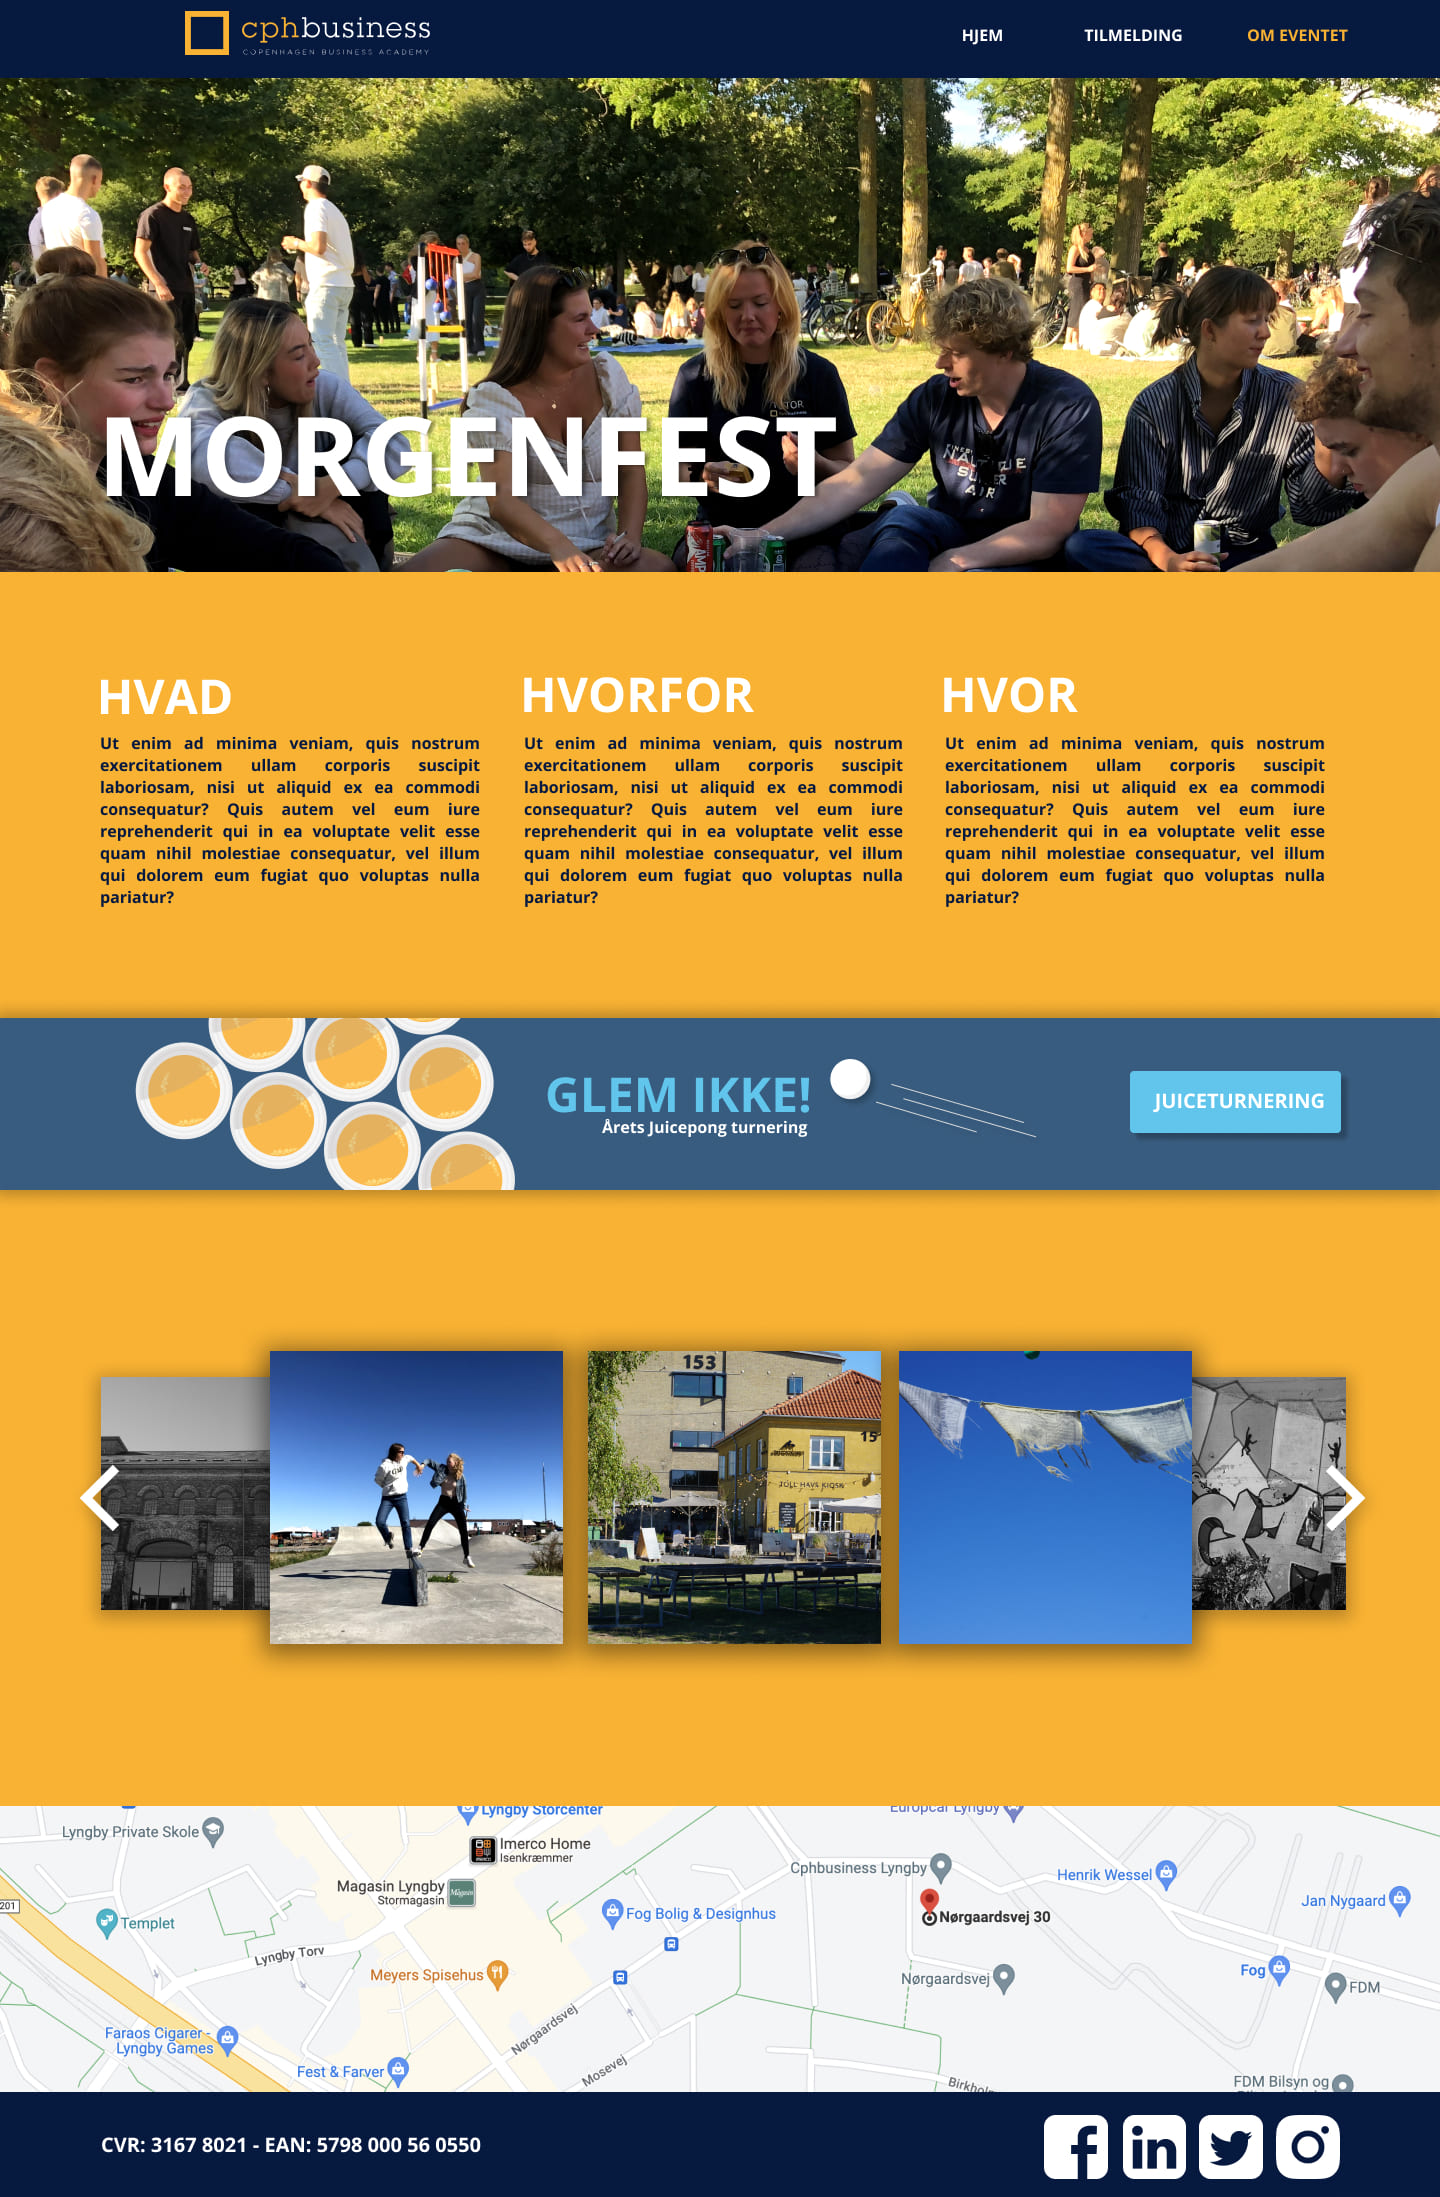 cphbusiness
COPENHAGEN BUSINESS ACADEMY
HJEM TILMELDING OM EVENTET
MORGENFEST
HVAD
Ut enim ad minima veniam, quis nostrum
exercitationem ullam corporis suscipit
laboriosam, nisi ut aliquid ex ea commodi
consequatur? Quis autem vel eum iure
reprehenderit qui in ea voluptate velit esse
quam nihil molestiae consequatur, vel illum
qui dolorem eum fugiat quo voluptas nulla
pariatur?
HVORFOR
Ut enim ad minima veniam, quis nostrum
exercitationem ullam corporis suscipit
laboriosam, nisi ut aliquid ex ea commodi
consequatur? Quis autem vel eum iure
reprehenderit qui in ea voluptate velit esse
quam nihil molestiae consequatur, vel illum
qui dolorem eum fugiat quo voluptas nulla
pariatur?
HVOR
Ut enim ad minima veniam, quis nostrum
exercitationem ullam corporis suscipit
laboriosam, nisi ut aliquid ex ea commodi
consequatur? Quis autem vel eum iure
reprehenderit qui in ea voluptate velit esse
quam nihil molestiae consequatur, vel illum
qui dolorem eum fugiat quo voluptas nulla
pariatur?
GLEM IKKE!
Årets Juicepong turnering
JUICETURNERING
153
15
Lyngby Storcenter
Europcar Lyngby
Lyngby Private Skole
Imerco Home
Isenkræmmer
Cphbusiness Lyngby
Henrik Wessel
Magasin Lyngby
Stormagasin
Magasin
Jan Nygaard
201
Templet
Fog Bolig & Designhus
Nørgaardsvej 30
Lyngby Torv
Meyers Spisehus
Nørgaardsvej
Fog
FDM
Faraos Cigarer -
Lyngby Games
Nørgaardsvej
Fest & Farver
Mosevej
FDM Bilsyn og
CVR: 3167 8021 - EAN: 5798 000 56 0550